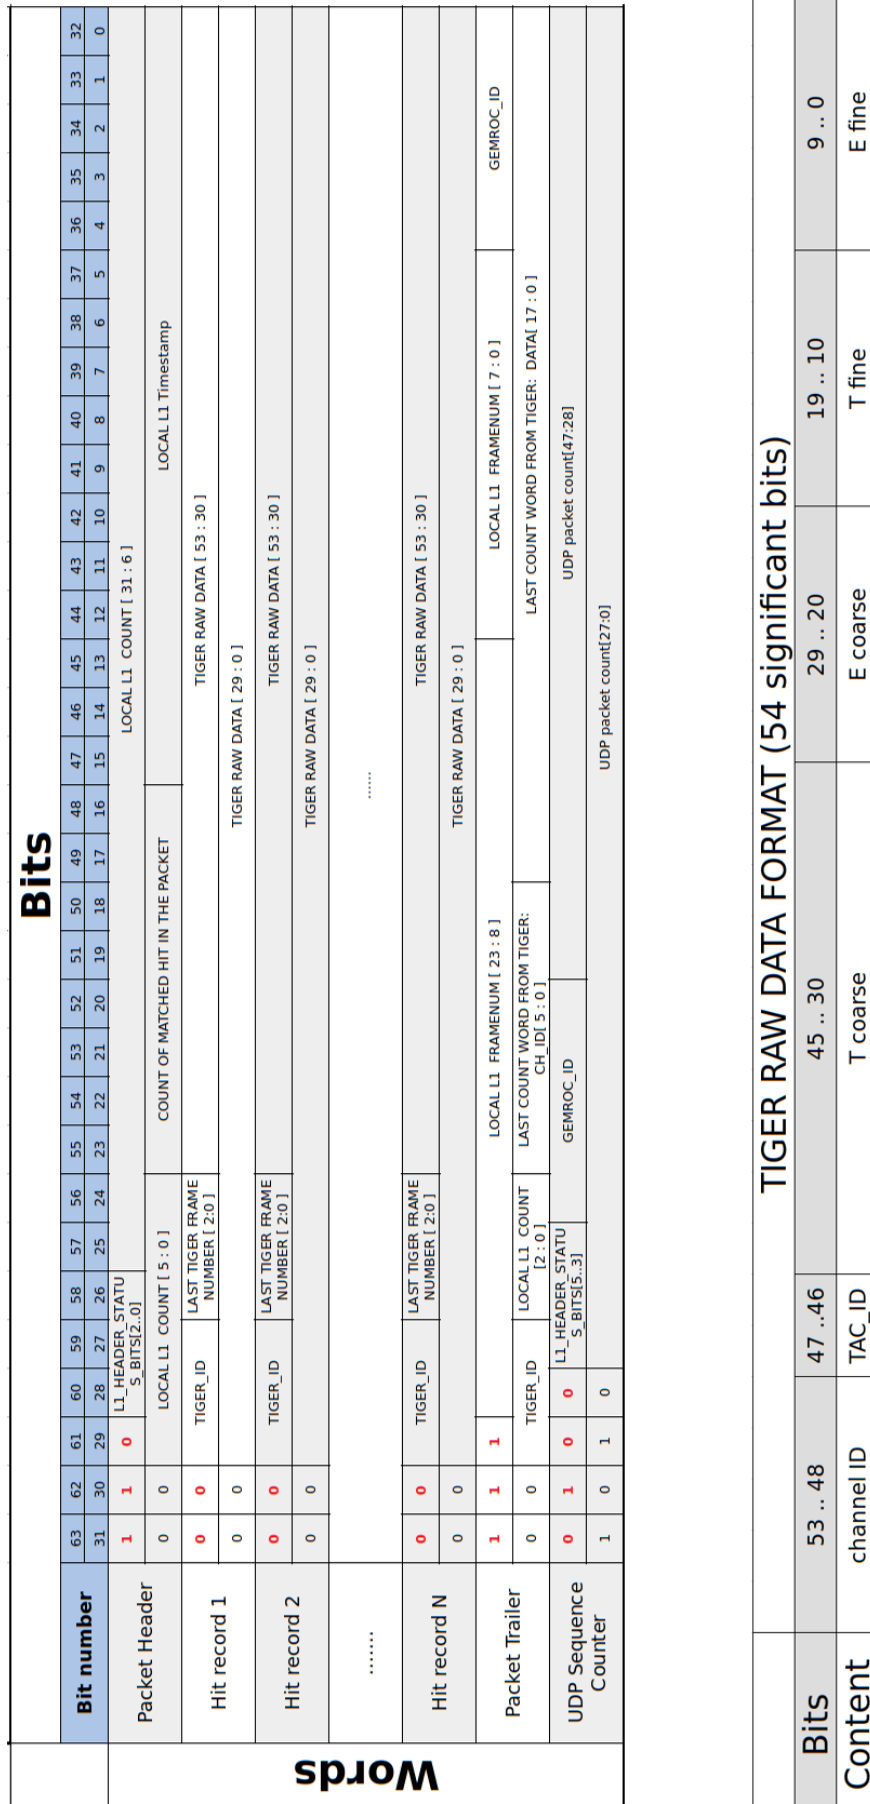 Bits
Bit number
63 62 61 60 59 58 57 56 55 54 53 52 51 50 49 48 47 46 45 44 43 42 41 40 39 38 37 36 35 34 33 32
31 30 29 28 27 26 25 24 23 22 21 20 19 18 17 16 15 14 13 12 11 10 9 8 7 6 5 4 3 2 1 0
Words
Packet Header
1 1 0
L1_HEADER_STATU
S_BITS[2..0]
LOCAL L1 COUNT [ 31 : 6 ]
0 0
LOCAL L1 COUNT [ 5 : 0 ]
COUNT OF MATCHED HIT IN THE PACKET
LOCAL L1 Timestamp
Hit record 1
0 0
TIGER_ID
LAST TIGER FRAME
NUMBER [ 2:0 ]
TIGER RAW DATA [ 53 : 30 ]
0 0
TIGER RAW DATA [ 29 : 0 ]
Hit record 2
0 0
TIGER_ID
LAST TIGER FRAME
NUMBER [ 2:0 ]
TIGER RAW DATA [ 53 : 30 ]
0 0
TIGER RAW DATA [ 29 : 0 ]
.......
......
Hit record N
0 0
TIGER_ID
LAST TIGER FRAME
NUMBER [ 2:0 ]
TIGER RAW DATA [ 53 : 30 ]
0 0
TIGER RAW DATA [ 29 : 0 ]
Packet Trailer
1 1 1
LOCAL L1 FRAMENUM [ 23 : 8 ]
LOCAL L1 FRAMENUM [ 7 : 0 ]
GEMROC_ID
0 0
TIGER_ID
LOCAL L1 COUNT
[2 : 0 ]
LAST COUNT WORD FROM TIGER:
CH_ID[ 5 : 0 ]
LAST COUNT WORD FROM TIGER: DATA[ 17 : 0 ]
UDP Sequence
Counter
0 1 0 0
L1_HEADER_STATU
S_BITS[5..3]
GEMROC_ID
UDP packet count[47:28]
1 0 1 0
UDP packet count[27:0]
TIGER RAW DATA FORMAT (54 significant bits)
Bits
53 .. 48
47 ..46
45 .. 30
29 .. 20
19 .. 10
9 .. 0
Content
channel ID
TAC_ID
T coarse
E coarse
T fine
E fine